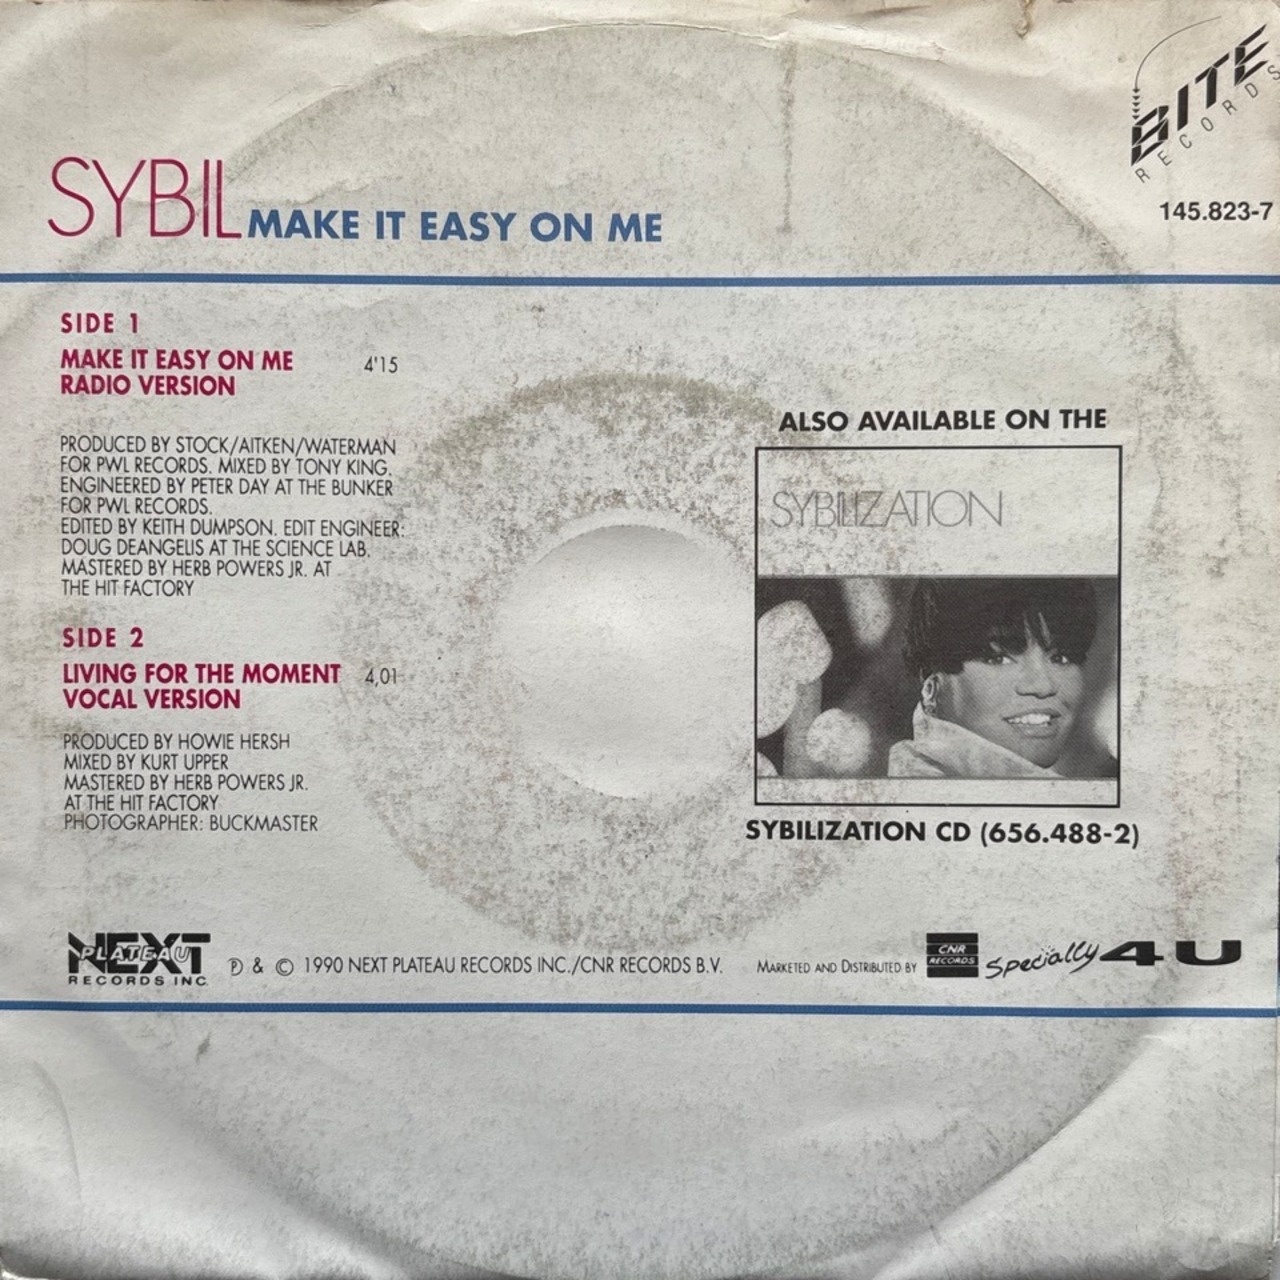 BITE
RECORDS
145.823-7
SYBIL MAKE IT EASY ON ME
SIDE 1
MAKE IT EASY ON ME 4'15
RADIO VERSION
PRODUCED BY STOCK/AITKEN/WATERMAN
FOR PWL RECORDS. MIXED BY TONY KING.
ENGINEERED BY PETER DAY AT THE BUNKER
FOR PWL RECORDS.
EDITED BY KEITH DUMPSON. EDIT ENGINEER:
DOUG DEANGELIS AT THE SCIENCE LAB.
MASTERED BY HERB POWERS JR. AT
THE HIT FACTORY
SIDE 2
LIVING FOR THE MOMENT 4,01
VOCAL VERSION
PRODUCED BY HOWIE HERSH
MIXED BY KURT UPPER
MASTERED BY HERB POWERS JR.
AT THE HIT FACTORY
PHOTOGRAPHER: BUCKMASTER
ALSO AVAILABLE ON THE
SYBILIZATION
SYBILIZATION CD (656.488-2)
NEXT
PLATEAU
RECORDS INC.
℗ & © 1990 NEXT PLATEAU RECORDS INC./CNR RECORDS B.V.
MARKETED AND DISTRIBUTED BY
CNR
RECORDS
Specially 4U